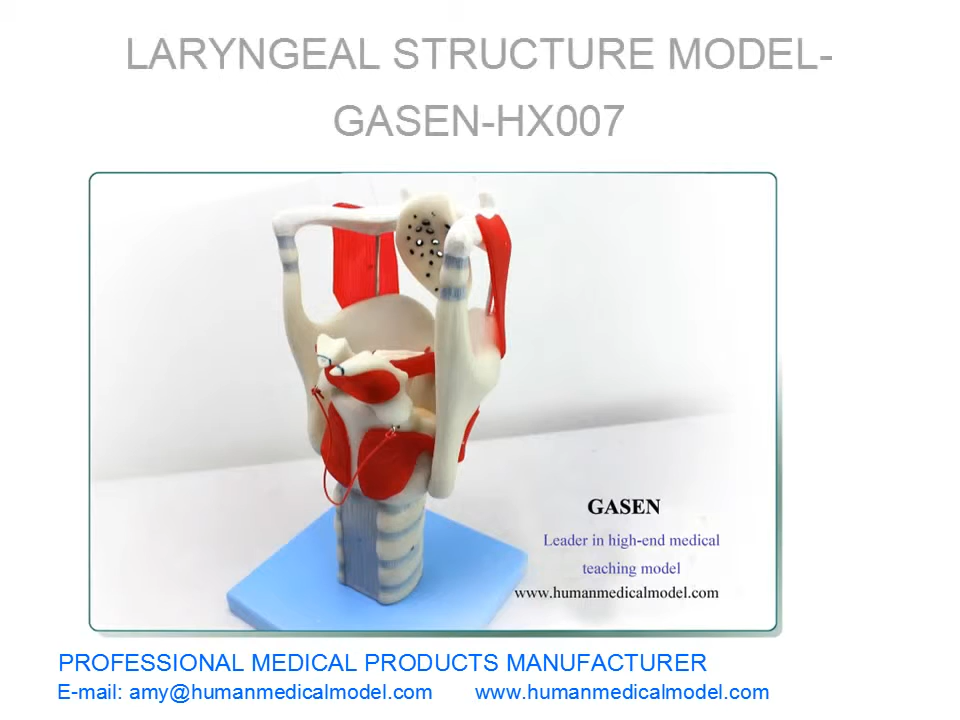 LARYNGEAL STRUCTURE MODEL-
GASEN-HX007
GASEN
Leader in high-end medical
teaching model
www.humanmedicalmodel.com
PROFESSIONAL MEDICAL PRODUCTS MANUFACTURER
E-mail: amy@humanmedicalmodel.com www.humanmedicalmodel.com